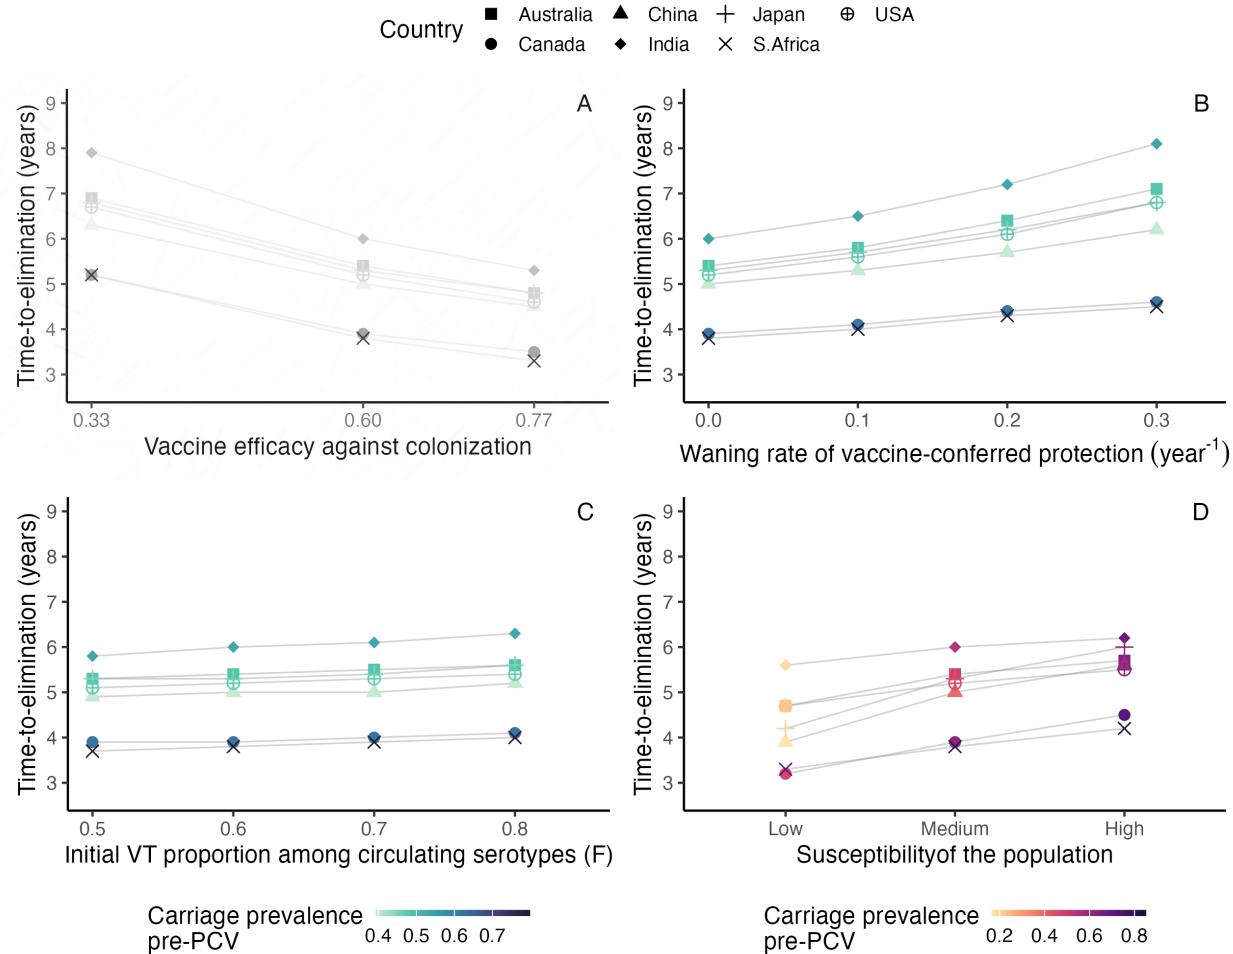 Country
Australia China Japan USA
Canada India S.Africa
A
Time-to-elimination (years)
9
8
7
6
5
4
3
0.33 0.60 0.77
Vaccine efficacy against colonization
B
Time-to-elimination (years)
9
8
7
6
5
4
3
0.0 0.1 0.2 0.3
Waning rate of vaccine-conferred protection (year⁻¹)
C
Time-to-elimination (years)
9
8
7
6
5
4
3
0.5 0.6 0.7 0.8
Initial VT proportion among circulating serotypes (F)
D
Time-to-elimination (years)
9
8
7
6
5
4
3
Low Medium High
Susceptibilityof the population
Carriage prevalence
pre-PCV
0.4 0.5 0.6 0.7
Carriage prevalence
pre-PCV
0.2 0.4 0.6 0.8